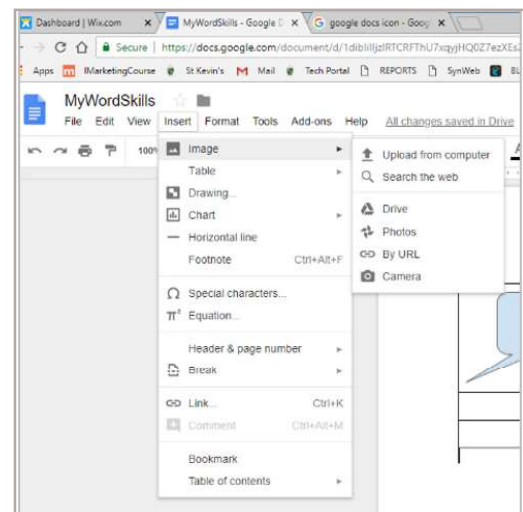 Dashboard | Wix.com × MyWordSkills - Google D × google docs icon - Goog ×
Secure | https://docs.google.com/document/d/
Apps IMarketingCourse St Kevin's Mail Tech Portal REPORTS SynWeb
MyWordSkills
File Edit View Insert Format Tools Add-ons Help All changes saved in Drive
100%
Image
Table
Drawing...
Chart
Horizontal line
Footnote Ctrl+Alt+F
Ω Special characters...
π² Equation...
Header & page number
Break
Link... Ctrl+K
Comment Ctrl+Alt+M
Bookmark
Table of contents
Upload from computer
Search the web
Drive
Photos
By URL
Camera